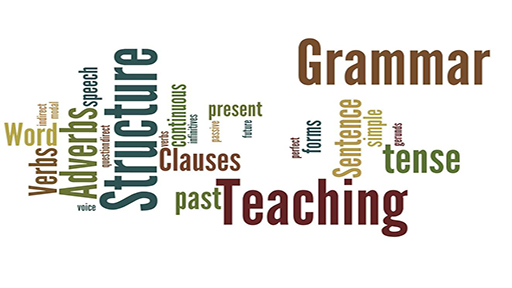 Grammar
Structure
Teaching
Word
Verbs
indirect
modal
Adverbs
speech
voice
question
direct
verbs
continuous
infinitives
Clauses
present
passive
future
past
perfect
forms
Sentence
simple
gerunds
tense